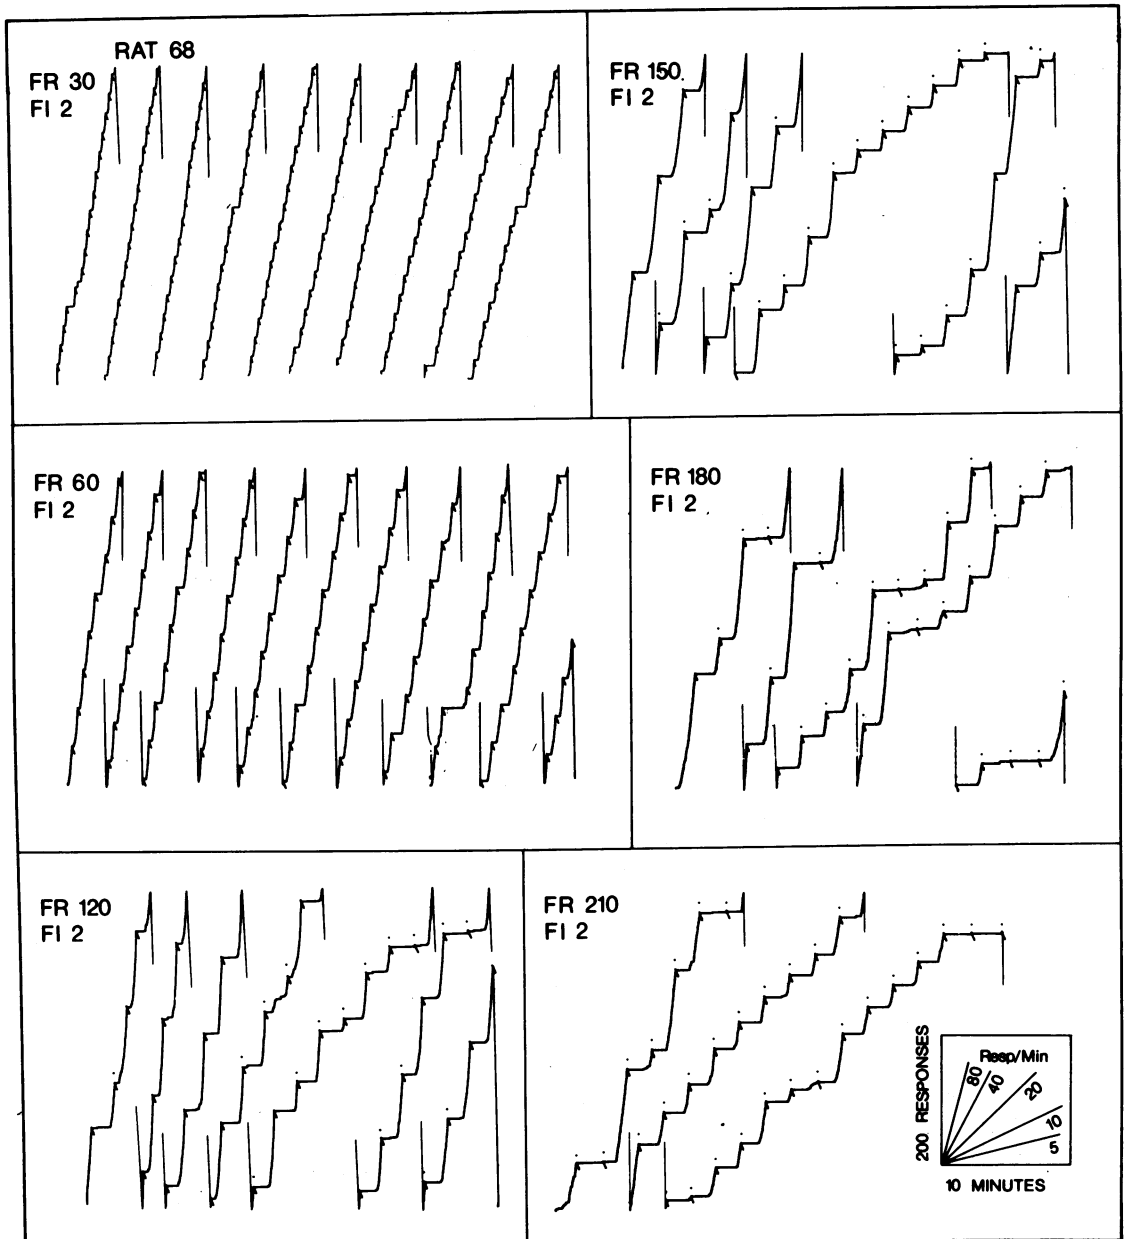 RAT 68
FR 30
FI 2
FR 150
FI 2
FR 60
FI 2
FR 180
FI 2
FR 120
FI 2
FR 210
FI 2
200 RESPONSES
Resp/Min
80
40
20
10
5
10 MINUTES